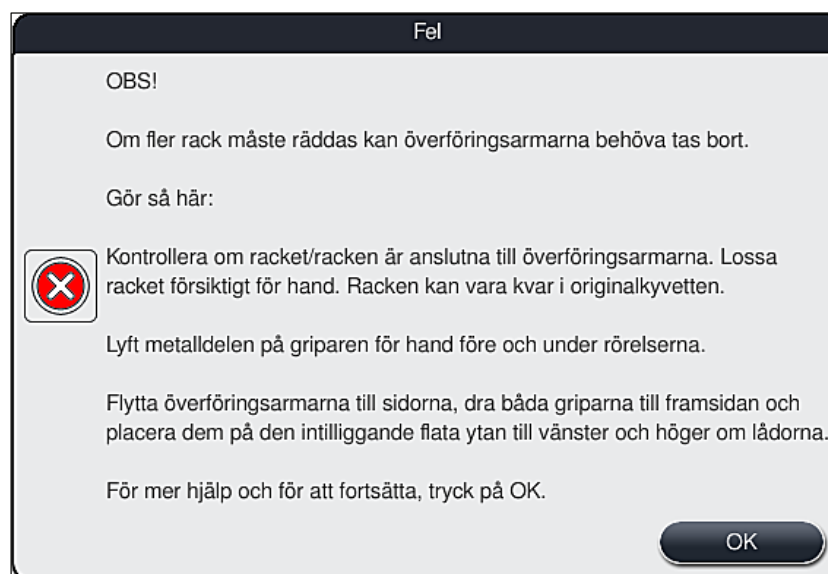 Fel
OBS!
Om fler rack måste räddas kan överföringsarmarna behöva tas bort.
Gör så här:
Kontrollera om racket/racken är anslutna till överföringsarmarna. Lossa
racket försiktigt för hand. Racken kan vara kvar i originalkyvetten.
Lyft metalldelen på griparen för hand före och under rörelserna.
Flytta överföringsarmarna till sidorna, dra båda griparna till framsidan och
placera dem på den intilliggande flata ytan till vänster och höger om lådorna.
För mer hjälp och för att fortsätta, tryck på OK.
OK